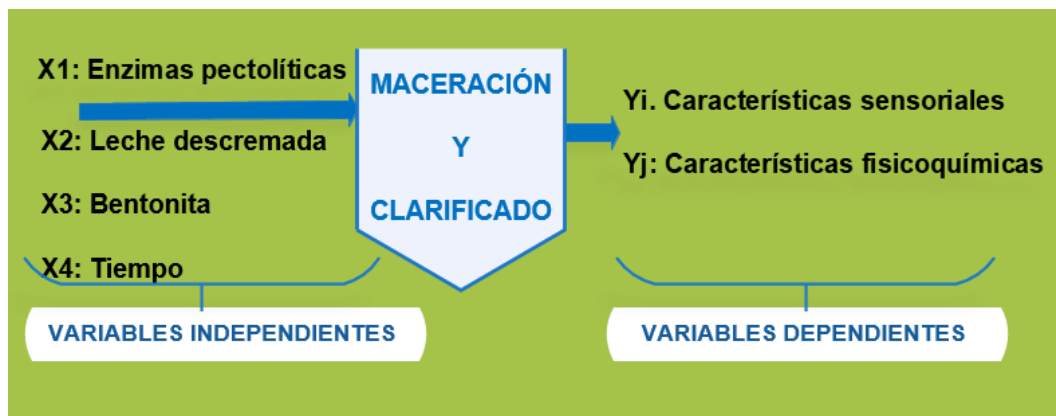 X1: Enzimas pectolíticas
X2: Leche descremada
X3: Bentonita
X4: Tiempo
VARIABLES INDEPENDIENTES
MACERACIÓN
Y
CLARIFICADO
Yi. Características sensoriales
Yj: Características fisicoquímicas
VARIABLES DEPENDIENTES